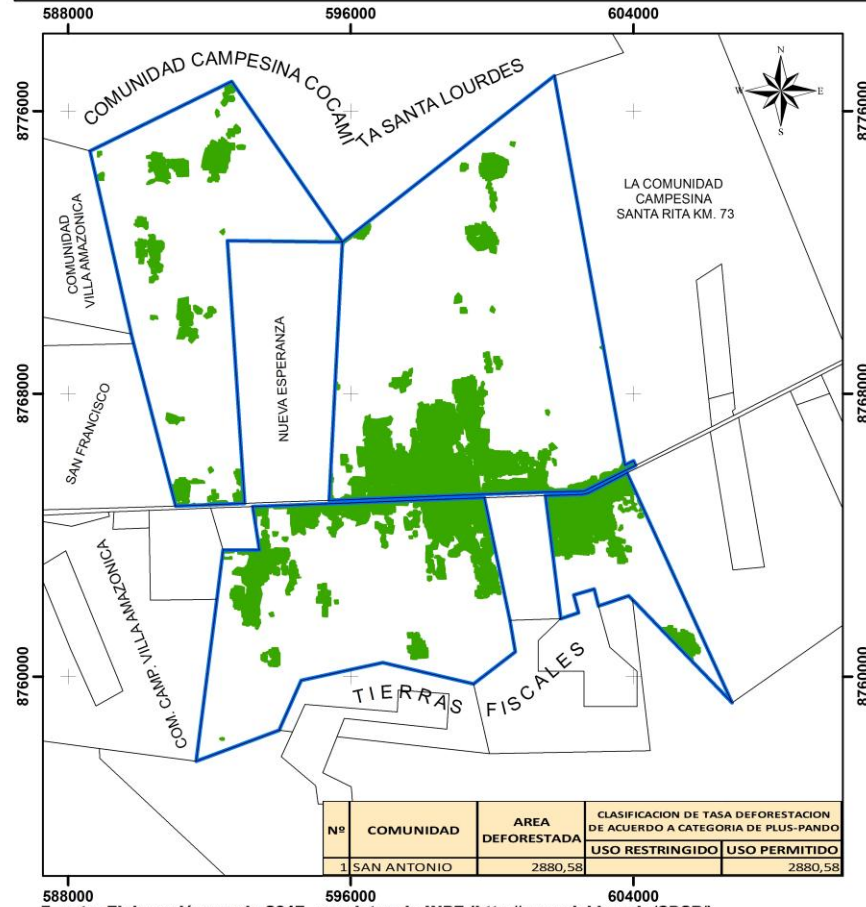 588000 596000 604000
8776000
8776000
COMUNIDAD CAMPESINA COCAMI
TA SANTA LOURDES
N
W E
S
LA COMUNIDAD
CAMPESINA
SANTA RITA KM. 73
COMUNIDAD
VILLA AMAZONICA
NUEVA ESPERANZA
8768000
8768000
SAN FRANCISCO
COM. CAMP. VILLA AMAZONICA
8760000
8760000
TIERRAS FISCALES
Nº COMUNIDAD AREA DEFORESTADA CLASIFICACION DE TASA DEFORESTACION
DE ACUERDO A CATEGORIA DE PLUS-PANDO
USO RESTRINGIDO USO PERMITIDO
1 SAN ANTONIO 2880,58 2880,58
588000 596000 604000